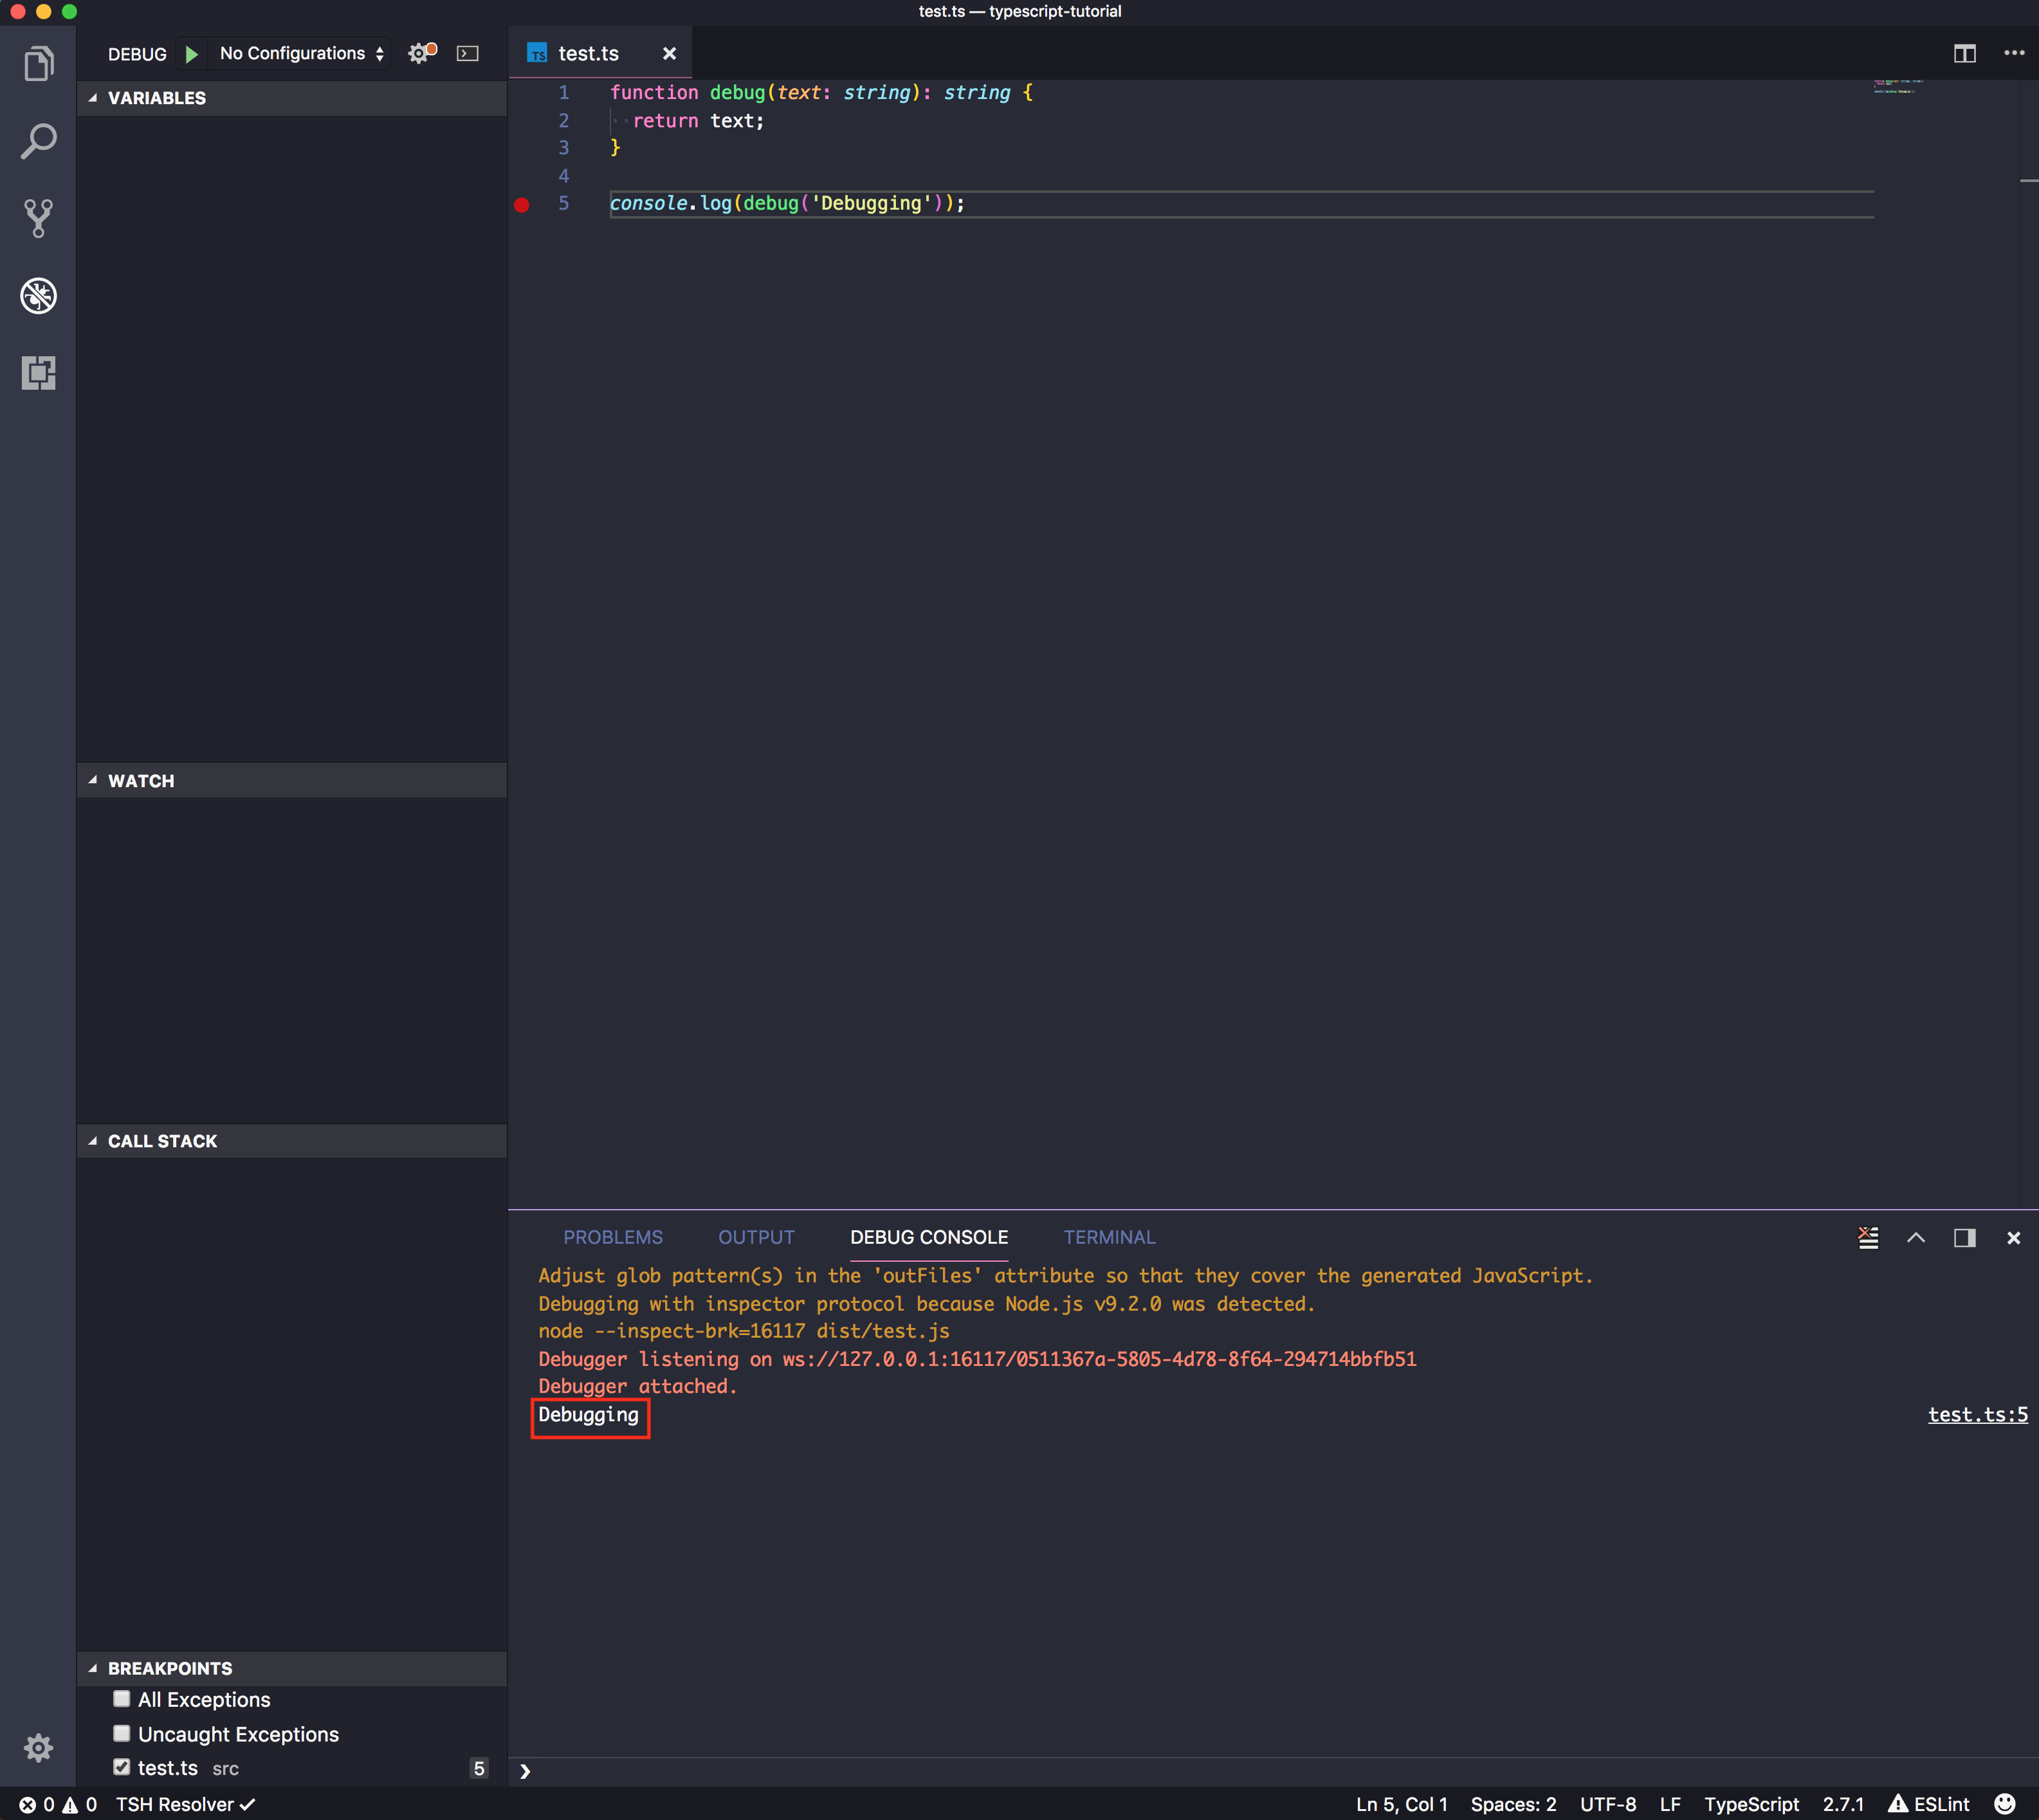 test.ts — typescript-tutorial
DEBUG No Configurations
VARIABLES
WATCH
CALL STACK
BREAKPOINTS
All Exceptions
Uncaught Exceptions
test.ts src 5
TS test.ts
1 function debug(text: string): string {
2 return text;
3 }
4
5 console.log(debug('Debugging'));
PROBLEMS OUTPUT DEBUG CONSOLE TERMINAL
Adjust glob pattern(s) in the 'outFiles' attribute so that they cover the generated JavaScript.
Debugging with inspector protocol because Node.js v9.2.0 was detected.
node --inspect-brk=16117 dist/test.js
Debugger listening on ws://127.0.0.1:16117/0511367a-5805-4d78-8f64-294714bbfb51
Debugger attached.
Debugging test.ts:5
0 0 TSH Resolver Ln 5, Col 1 Spaces: 2 UTF-8 LF TypeScript 2.7.1 ESLint